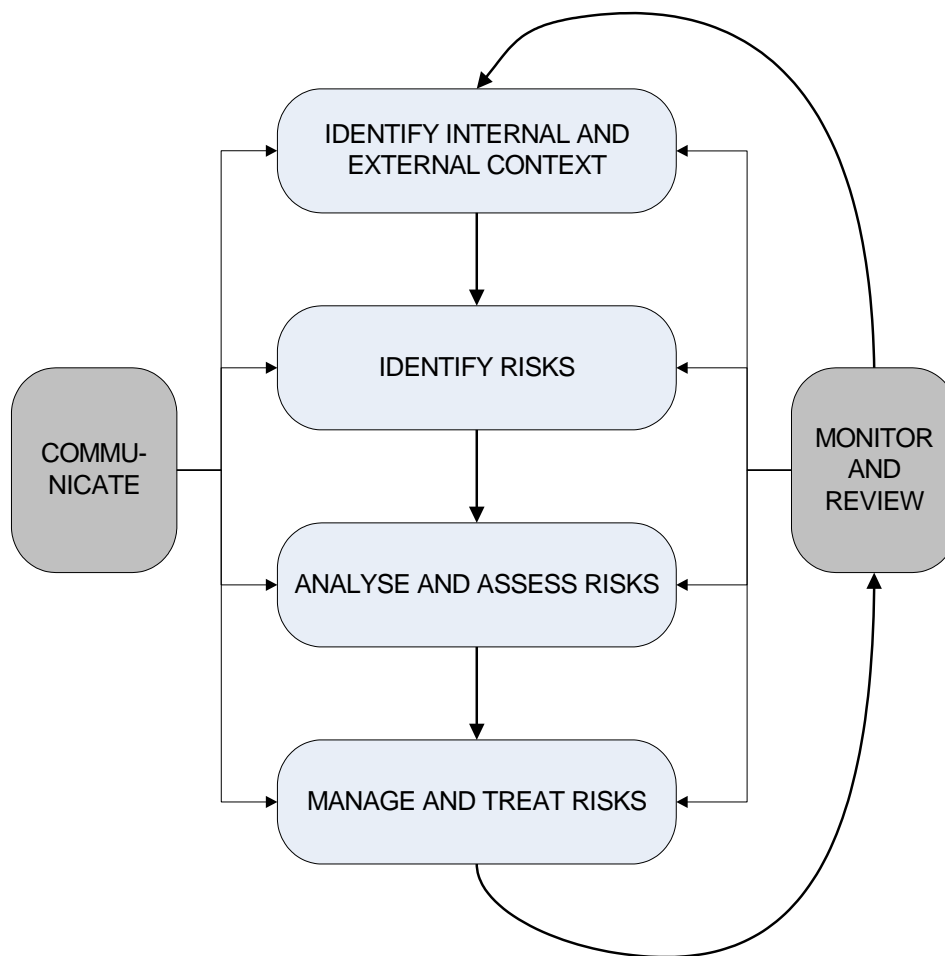 IDENTIFY INTERNAL AND
EXTERNAL CONTEXT
IDENTIFY RISKS
COMMU-
NICATE
MONITOR
AND
REVIEW
ANALYSE AND ASSESS RISKS
MANAGE AND TREAT RISKS